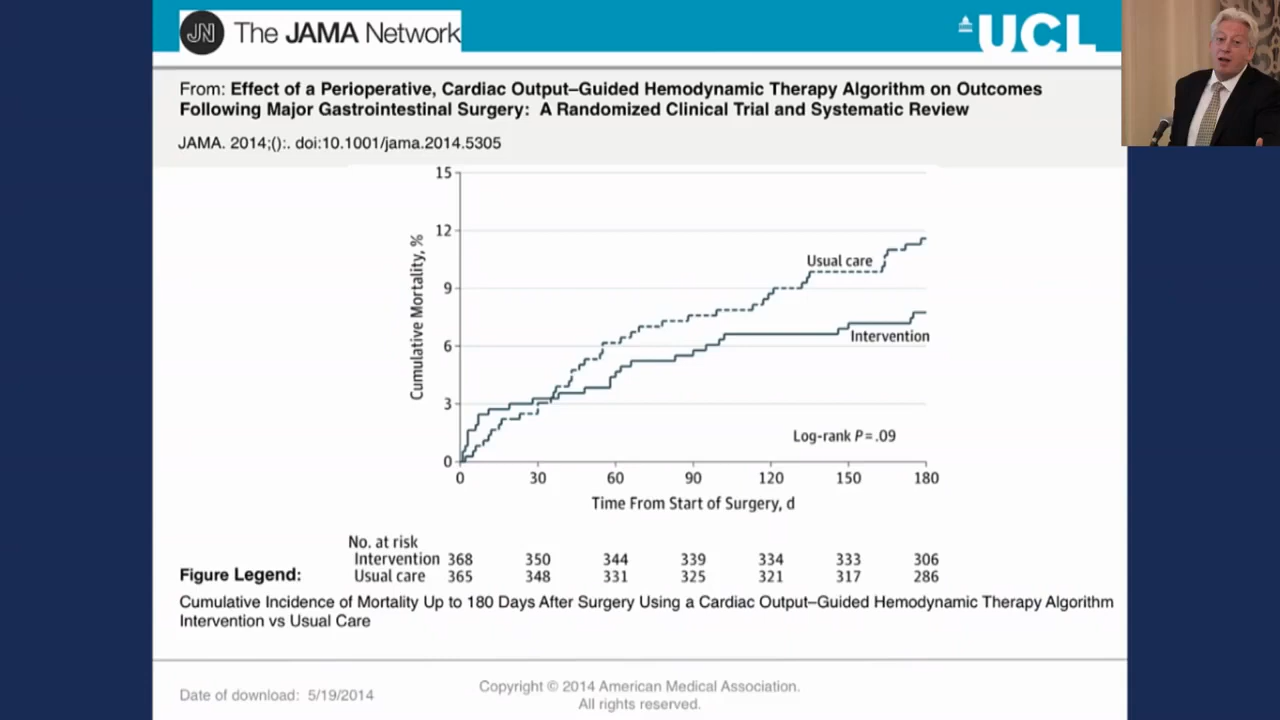 JN The JAMA Network
UCL
From: Effect of a Perioperative, Cardiac Output–Guided Hemodynamic Therapy Algorithm on Outcomes
Following Major Gastrointestinal Surgery: A Randomized Clinical Trial and Systematic Review
JAMA. 2014;():. doi:10.1001/jama.2014.5305
15
12
9
6
3
0
Cumulative Mortality, %
Usual care
Intervention
Log-rank P=.09
0 30 60 90 120 150 180
Time From Start of Surgery, d
No. at risk
Intervention 368 350 344 339 334 333 306
Usual care 365 348 331 325 321 317 286
Figure Legend:
Cumulative Incidence of Mortality Up to 180 Days After Surgery Using a Cardiac Output–Guided Hemodynamic Therapy Algorithm
Intervention vs Usual Care
Date of download: 5/19/2014
Copyright © 2014 American Medical Association.
All rights reserved.